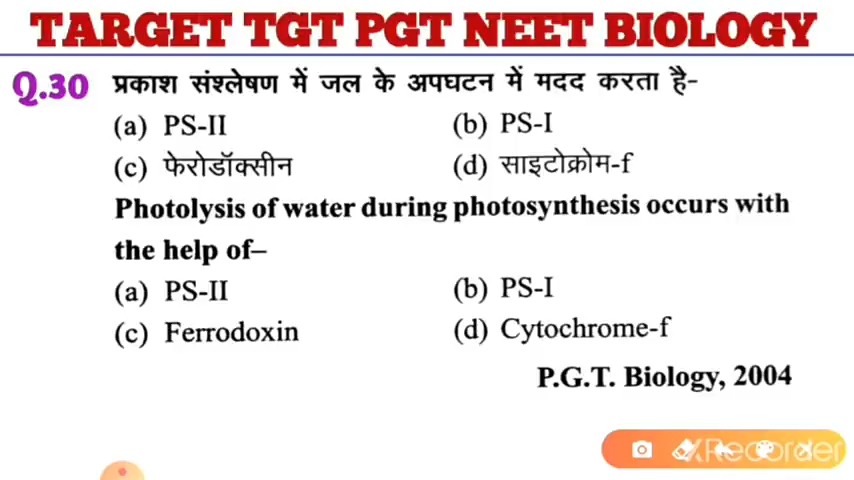 TARGET TGT PGT NEET BIOLOGY
Q.30 प्रकाश संश्लेषण में जल के अपघटन में मदद करता है-
(a) PS-II (b) PS-I
(c) फेरोडॉक्सीन (d) साइटोक्रोम-f
Photolysis of water during photosynthesis occurs with
the help of–
(a) PS-II (b) PS-I
(c) Ferrodoxin (d) Cytochrome-f
P.G.T. Biology, 2004
XRecorder